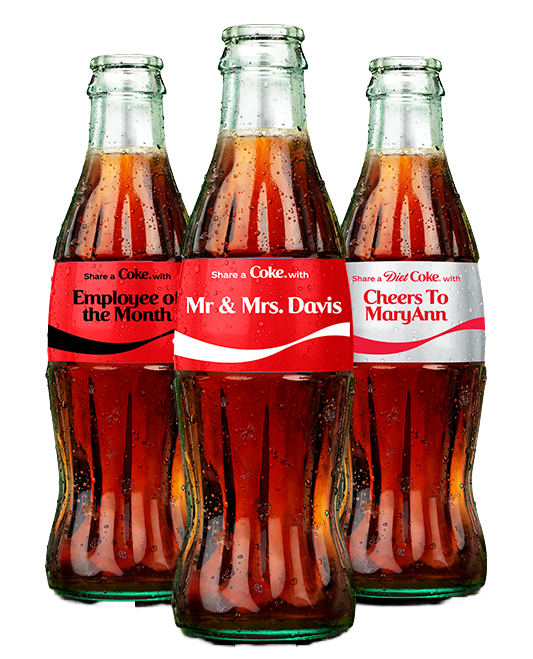 Share a Coke with
Employee of
the Month
Share a Coke with
Mr & Mrs. Davis
Share a Diet Coke with
Cheers To
MaryAnn